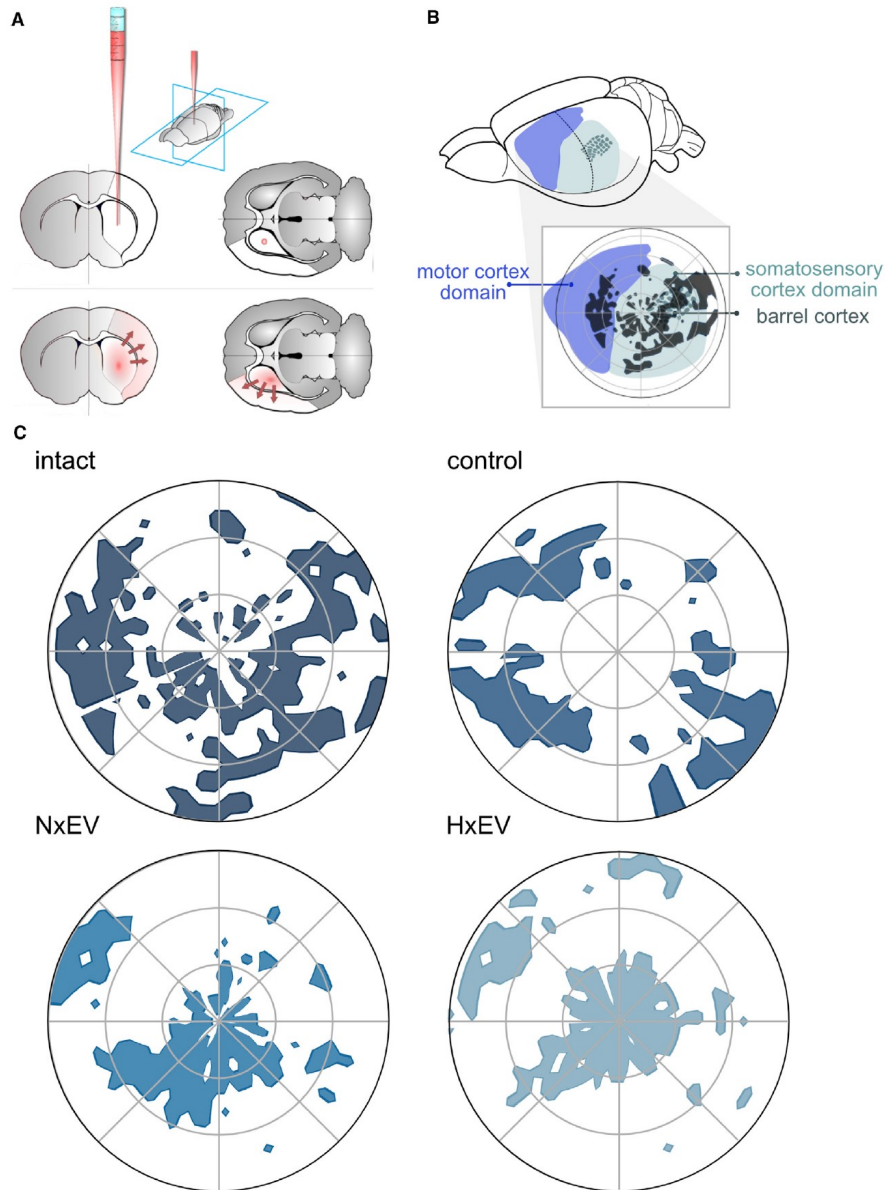 A
B
motor cortex
domain
somatosensory
cortex domain
barrel cortex
C
intact
control
NxEV
HxEV